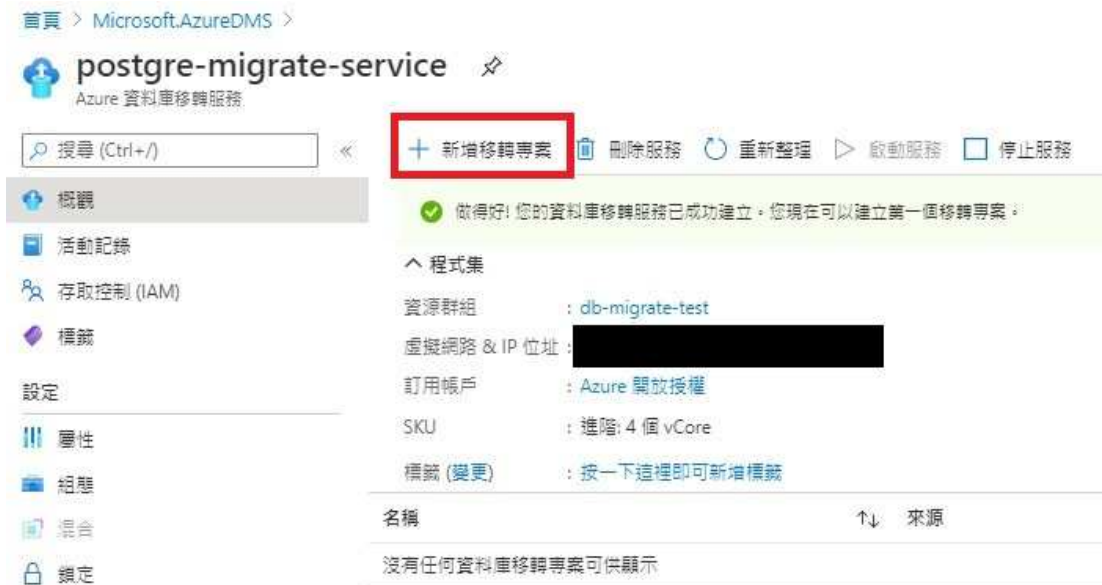 首頁 > Microsoft.AzureDMS >
postgre-migrate-service
Azure 資料庫移轉服務
搜尋 (Ctrl+/)
«
概觀
活動記錄
存取控制 (IAM)
標籤
設定
屬性
組態
混合
鎖定
+ 新增移轉專案 刪除服務 重新整理 啟動服務 停止服務
做得好! 您的資料庫移轉服務已成功建立。您現在可以建立第一個移轉專案。
程式集
資源群組 : db-migrate-test
虛擬網路 & IP 位址 :
訂用帳戶 : Azure 開放授權
SKU : 進階: 4 個 vCore
標籤 (變更) : 按一下這裡即可新增標籤
名稱 ↑↓ 來源
沒有任何資料庫移轉專案可供顯示